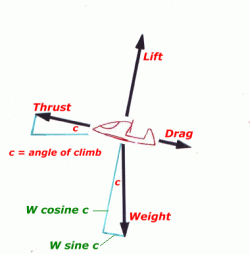 Lift
Thrust
c
Drag
c = angle of climb
c
W cosine c
Weight
W sine c